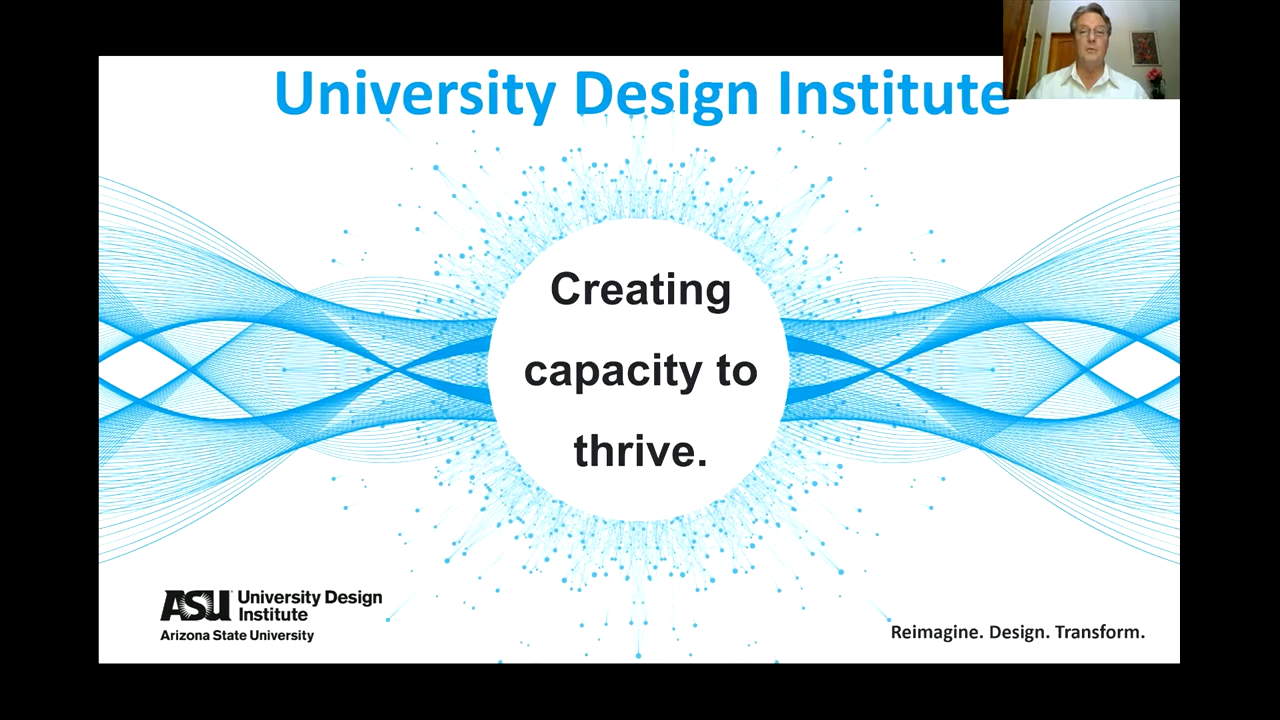 University Design Institute
Creating
capacity to
thrive.
ASU University Design
Institute
Arizona State University
Reimagine. Design. Transform.